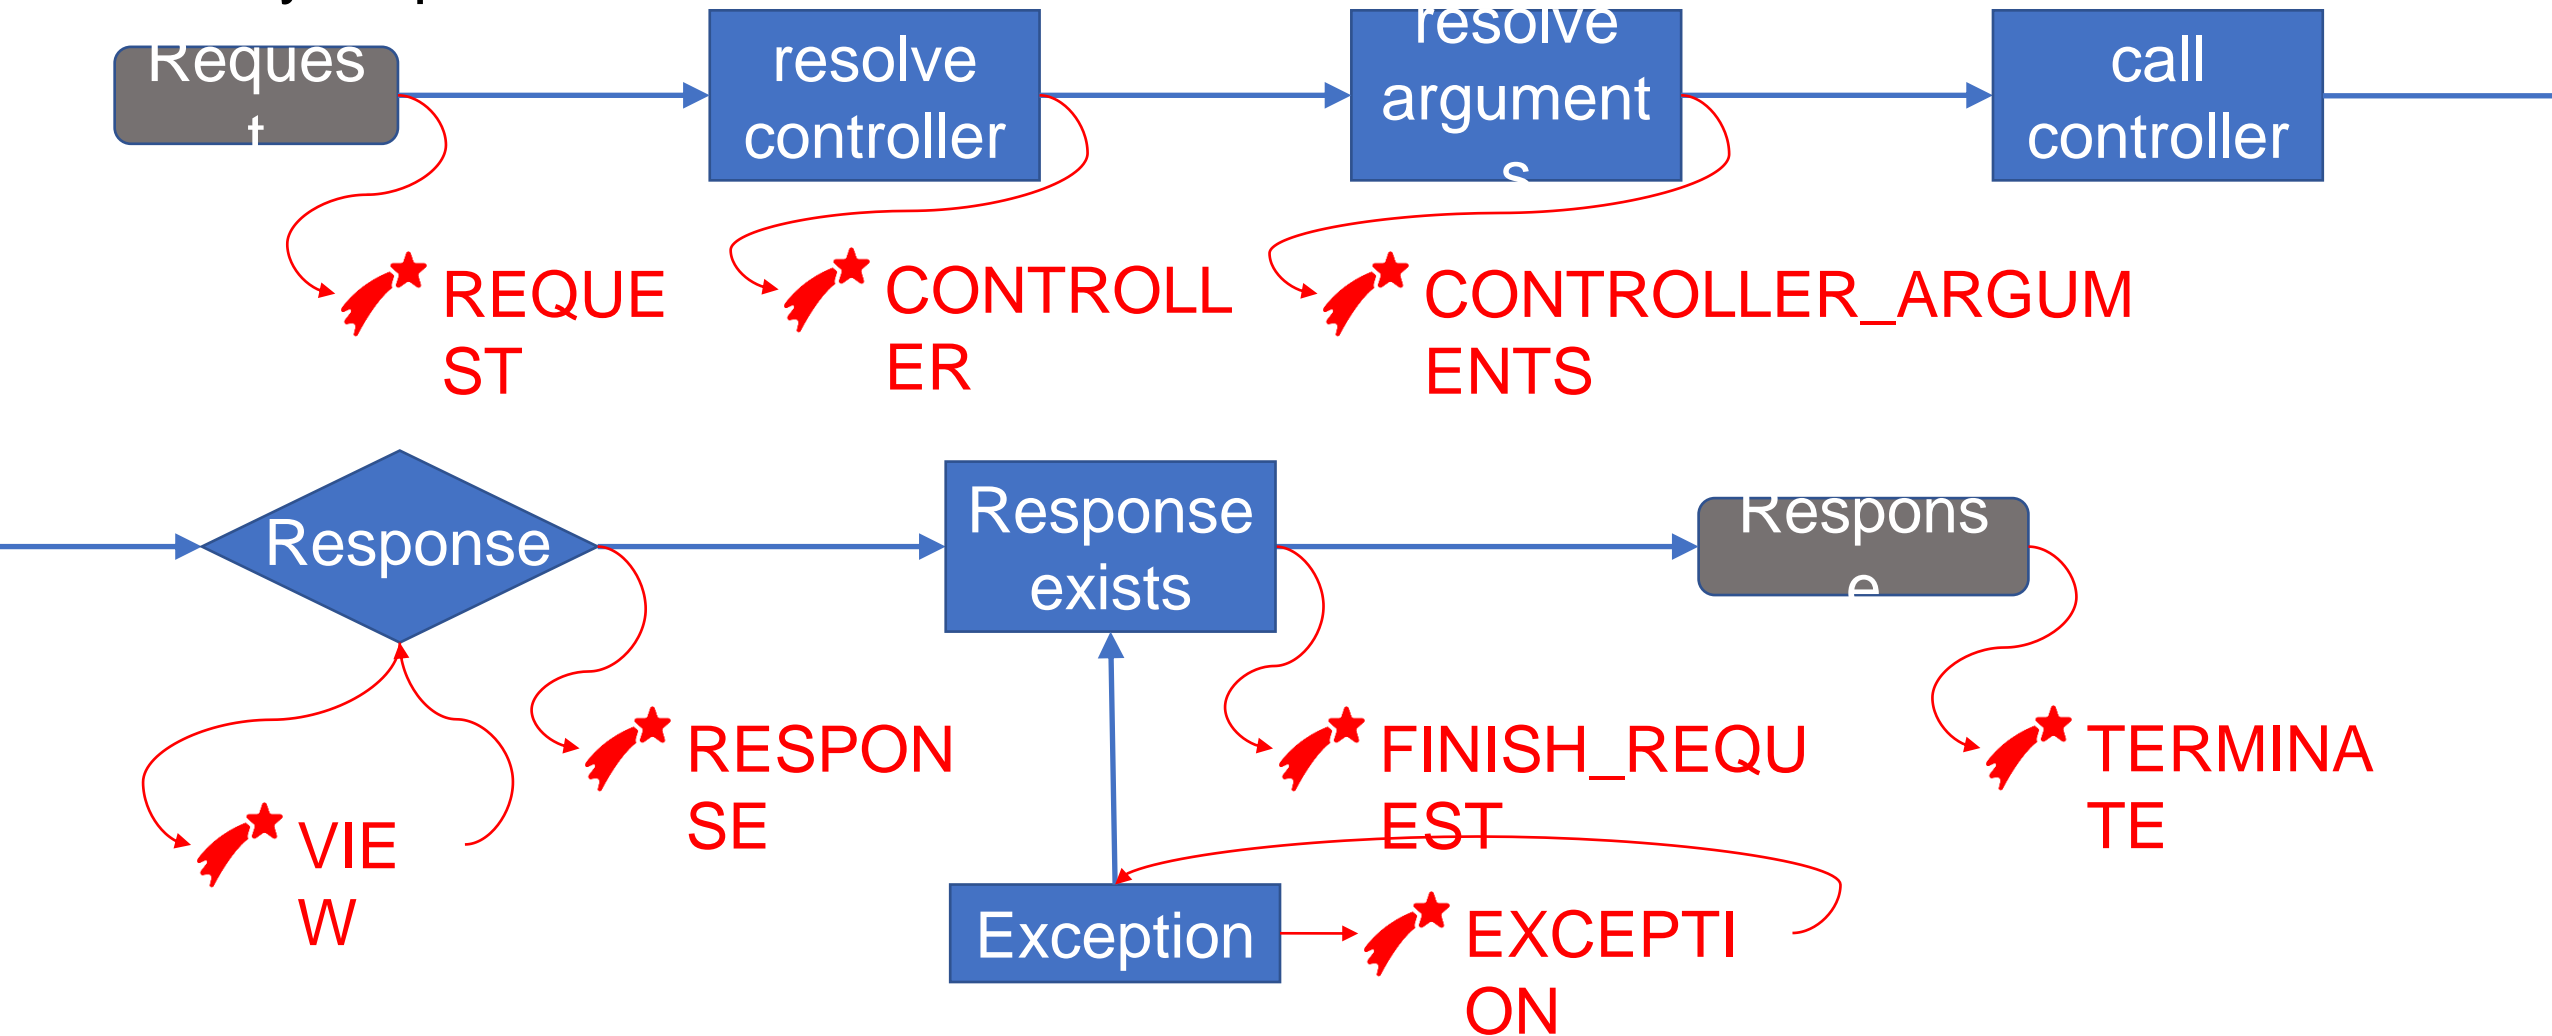 Reques
t
resolve
controller
resolve
argument
s
call
controller
REQUE
ST
CONTROLL
ER
CONTROLLER_ARGUM
ENTS
Response
Response
exists
Respons
e
VIE
W
RESPON
SE
FINISH_REQU
EST
TERMINA
TE
Exception
EXCEPTI
ON